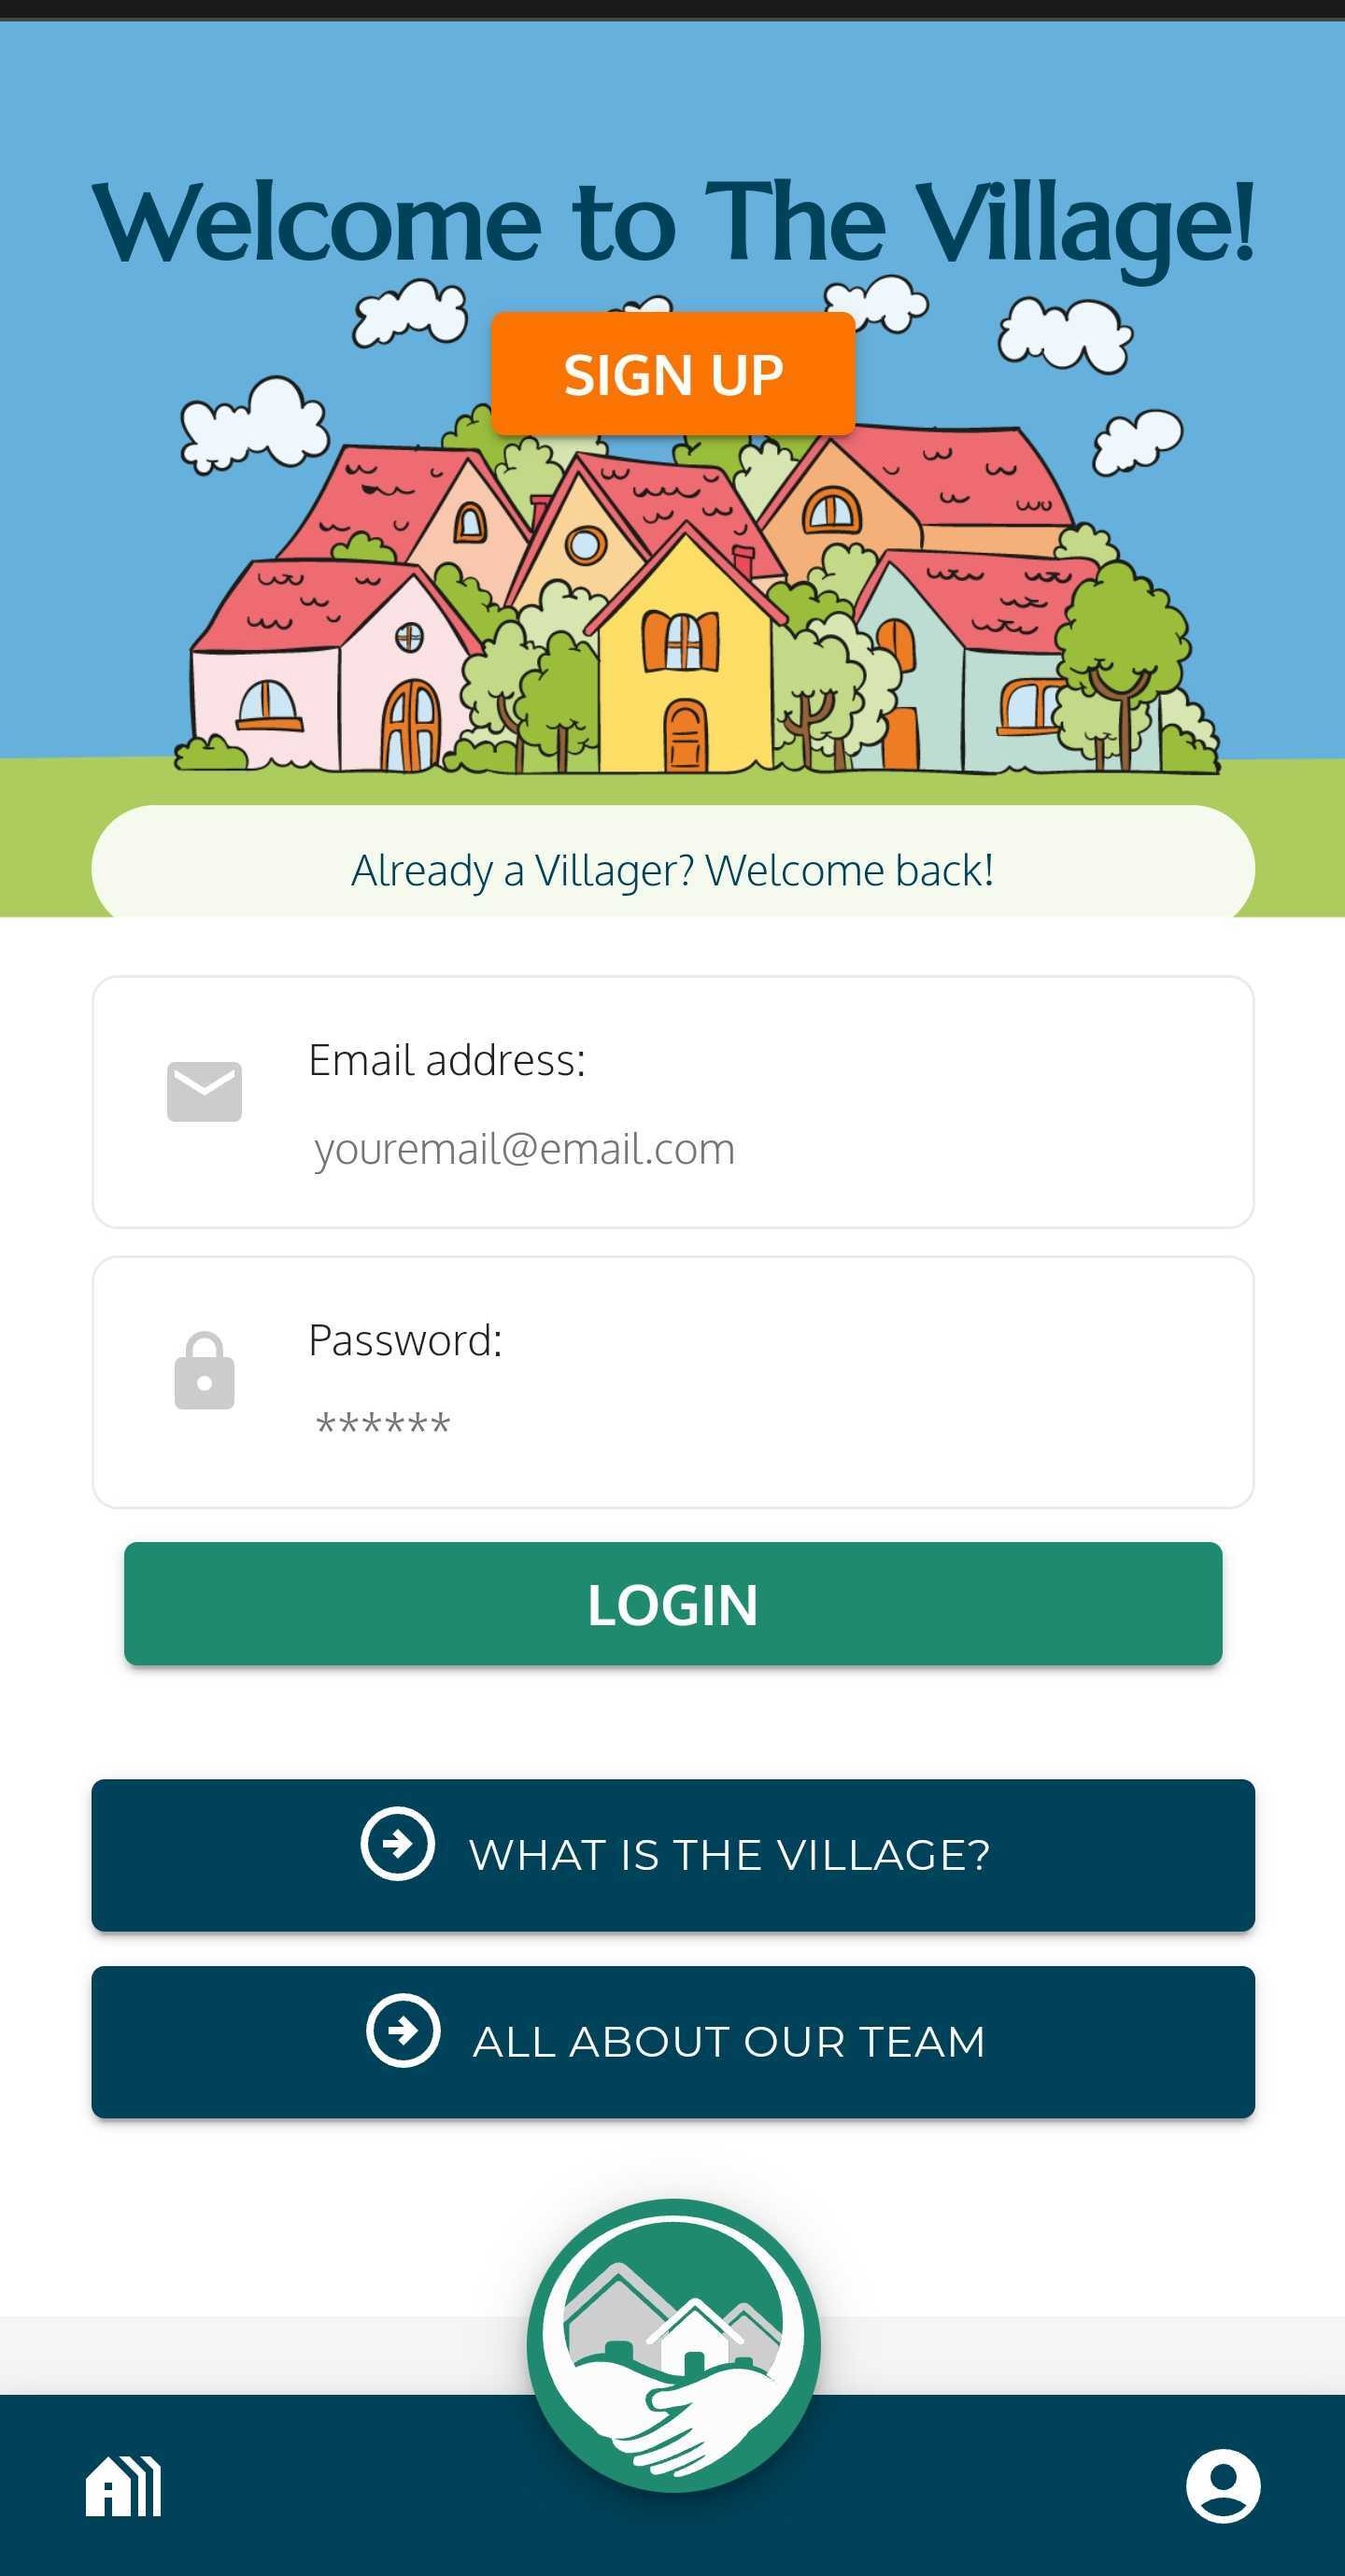 Welcome to The Village!
SIGN UP
Already a Villager? Welcome back!
Email address:
youremail@email.com
Password:
******
LOGIN
WHAT IS THE VILLAGE?
ALL ABOUT OUR TEAM